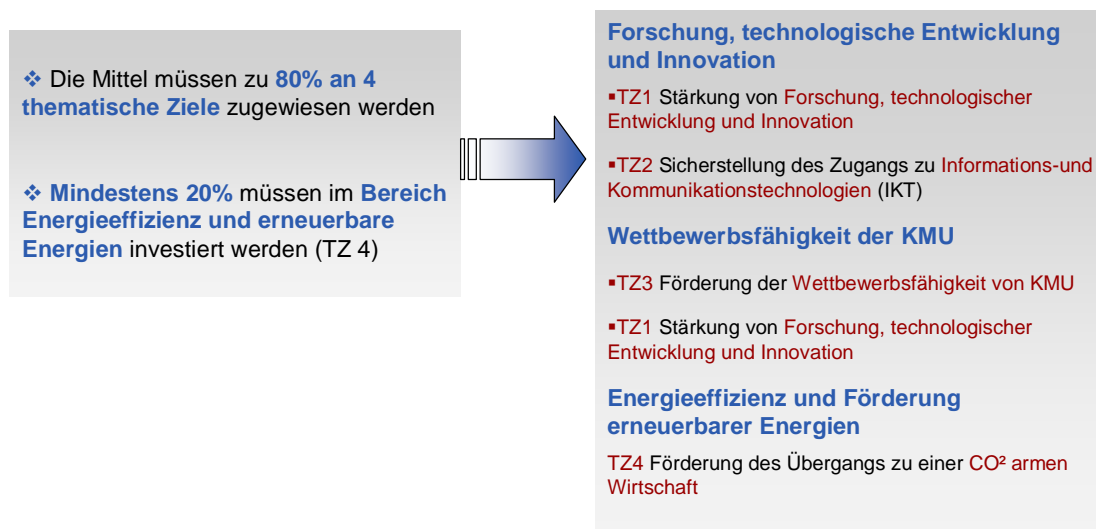 ❖ Die Mittel müssen zu 80% an 4
thematische Ziele zugewiesen werden
❖ Mindestens 20% müssen im Bereich
Energieeffizienz und erneuerbare
Energien investiert werden (TZ 4)
Forschung, technologische Entwicklung
und Innovation
▪TZ1 Stärkung von Forschung, technologischer
Entwicklung und Innovation
▪TZ2 Sicherstellung des Zugangs zu Informations-und
Kommunikationstechnologien (IKT)
Wettbewerbsfähigkeit der KMU
▪TZ3 Förderung der Wettbewerbsfähigkeit von KMU
▪TZ1 Stärkung von Forschung, technologischer
Entwicklung und Innovation
Energieeffizienz und Förderung
erneuerbarer Energien
TZ4 Förderung des Übergangs zu einer CO² armen
Wirtschaft